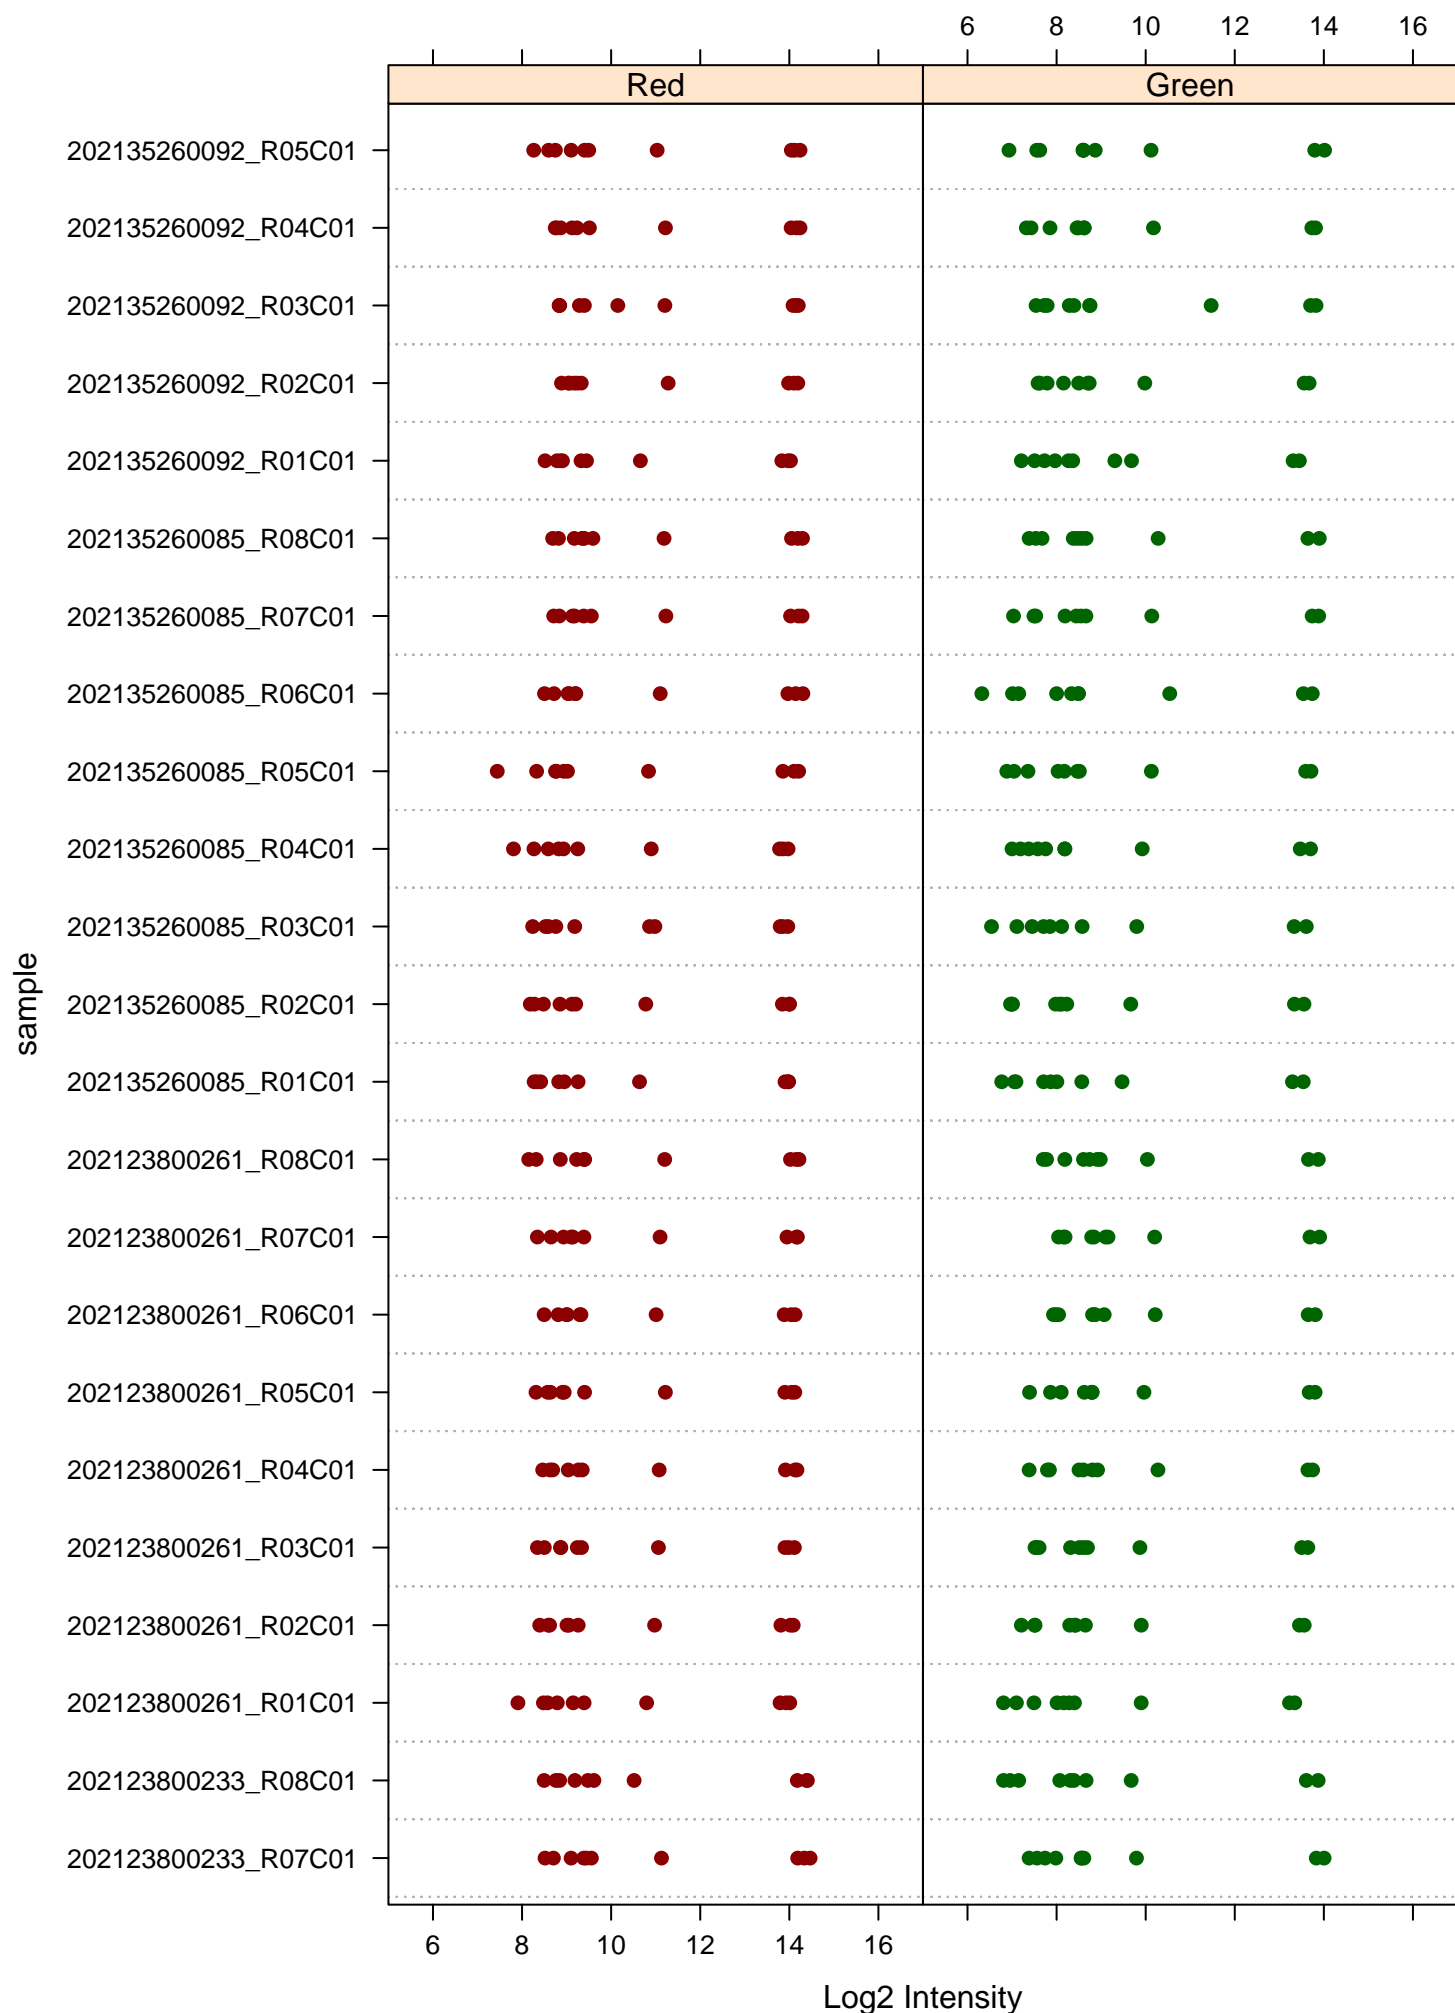 6 8 10 12 14 16
Red Green
202135260092_R05C01
202135260092_R04C01
202135260092_R03C01
202135260092_R02C01
202135260092_R01C01
202135260085_R08C01
202135260085_R07C01
202135260085_R06C01
202135260085_R05C01
202135260085_R04C01
202135260085_R03C01
sample
202135260085_R02C01
202135260085_R01C01
202123800261_R08C01
202123800261_R07C01
202123800261_R06C01
202123800261_R05C01
202123800261_R04C01
202123800261_R03C01
202123800261_R02C01
202123800261_R01C01
202123800233_R08C01
202123800233_R07C01
6 8 10 12 14 16
Log2 Intensity